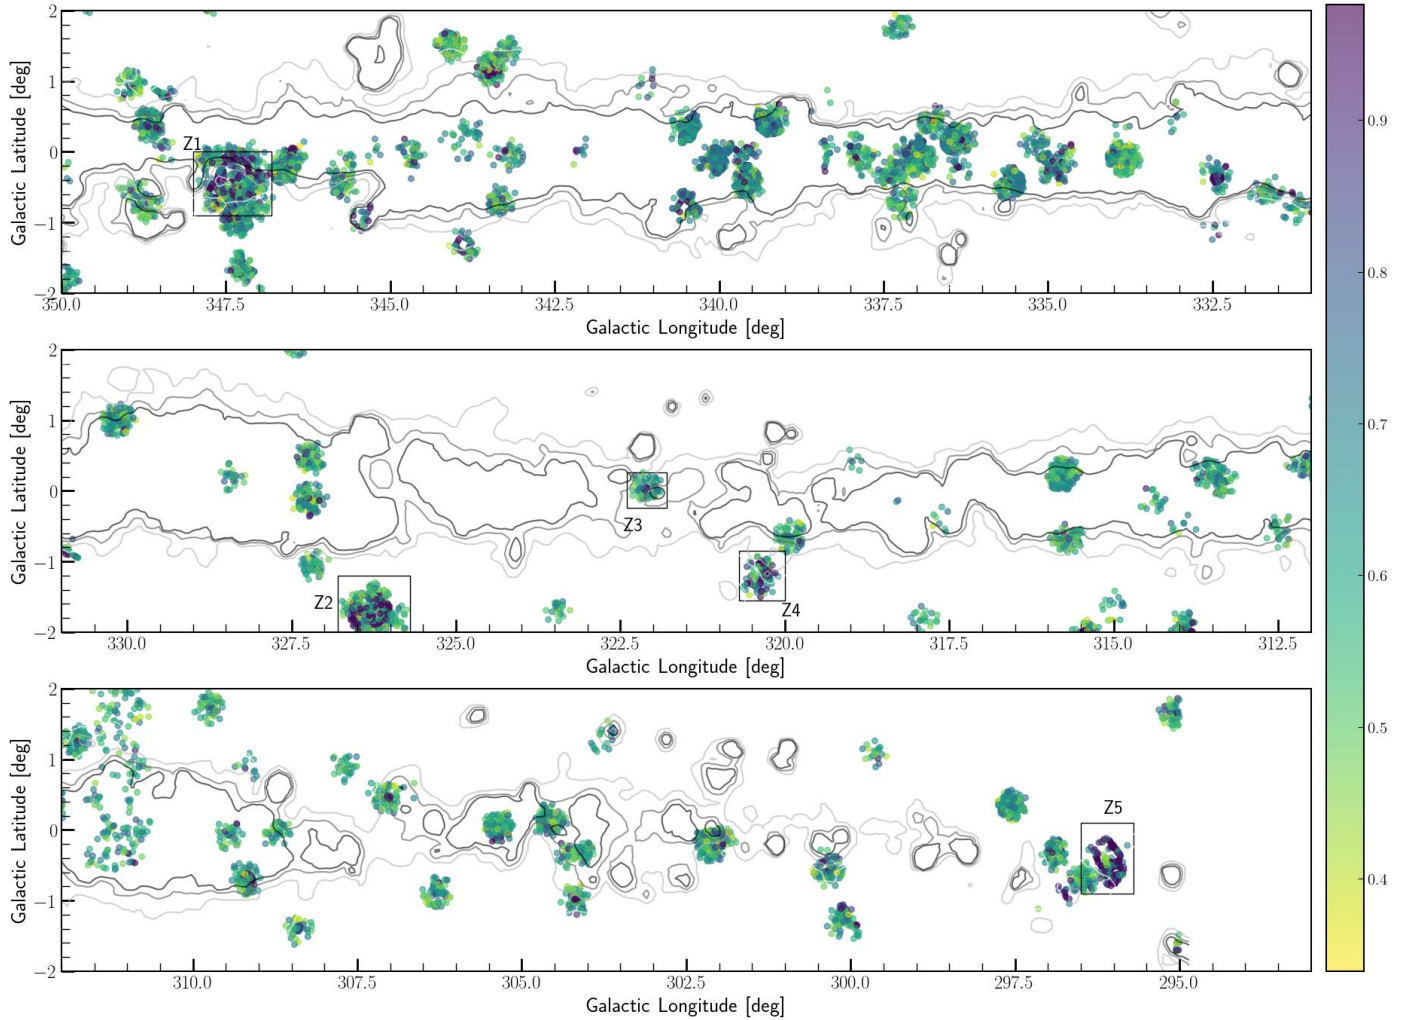 2
1
0
−1
−2
Galactic Latitude [deg]
Z1
350.0 347.5 345.0 342.5 340.0 337.5 335.0 332.5
Galactic Longitude [deg]
2
1
0
−1
−2
Galactic Latitude [deg]
Z2
Z3
Z4
330.0 327.5 325.0 322.5 320.0 317.5 315.0 312.5
Galactic Longitude [deg]
2
1
0
−1
−2
Galactic Latitude [deg]
Z5
310.0 307.5 305.0 302.5 300.0 297.5 295.0
Galactic Longitude [deg]
0.9
0.8
0.7
0.6
0.5
0.4